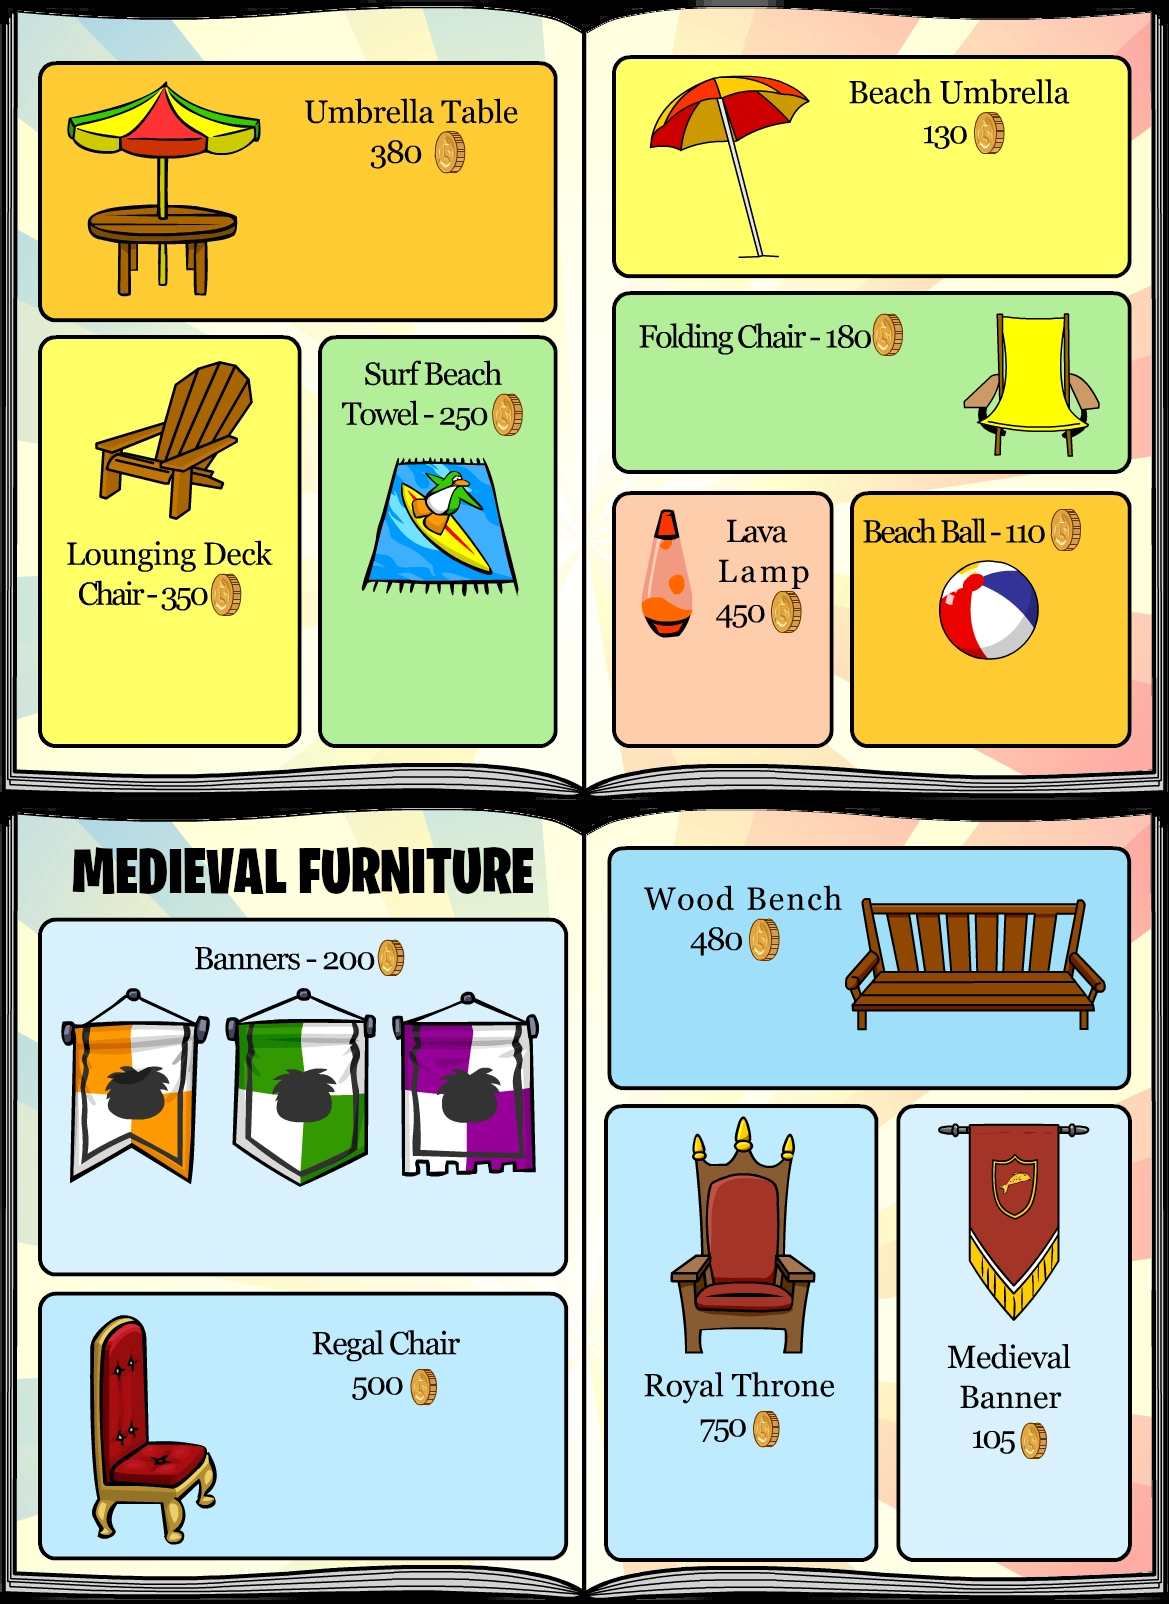 Umbrella Table
380
Lounging Deck
Chair - 350
Surf Beach
Towel - 250
Beach Umbrella
130
Folding Chair - 180
Lava
Lamp
450
Beach Ball - 110
MEDIEVAL FURNITURE
Banners - 200
Regal Chair
500
Wood Bench
480
Royal Throne
750
Medieval
Banner
105